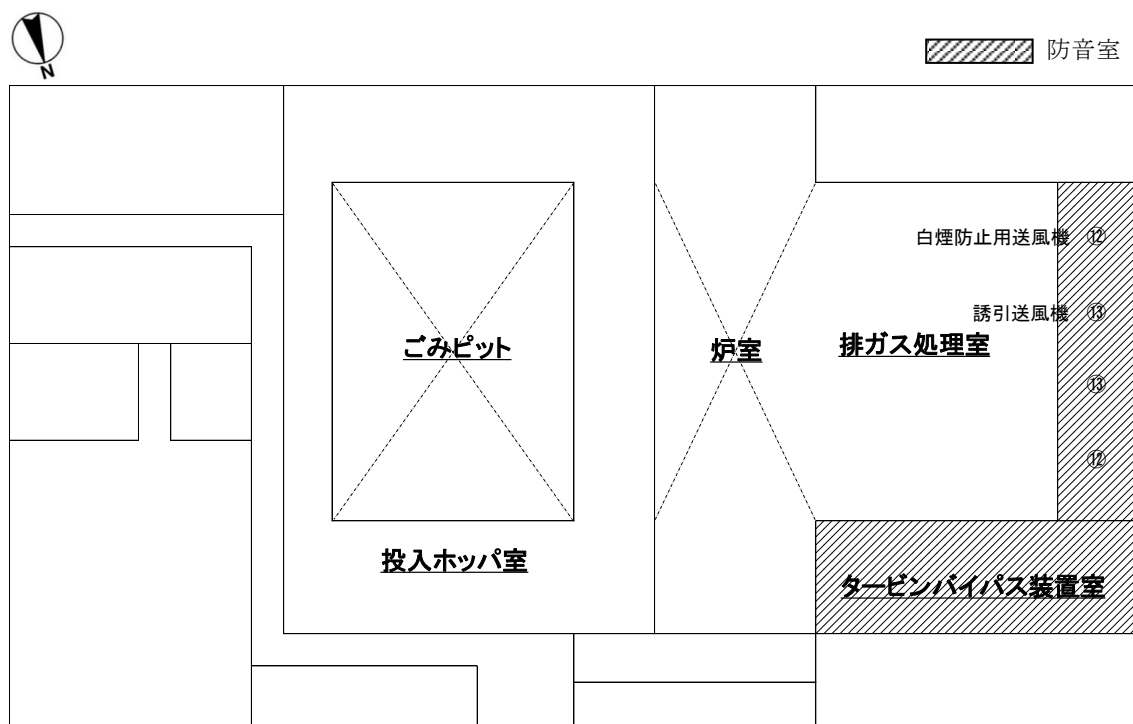 N
防音室
白煙防止用送風機 ⑫
誘引送風機 ⑬
ごみピット
炉室
排ガス処理室
⑬
⑫
投入ホッパ室
タービンバイパス装置室